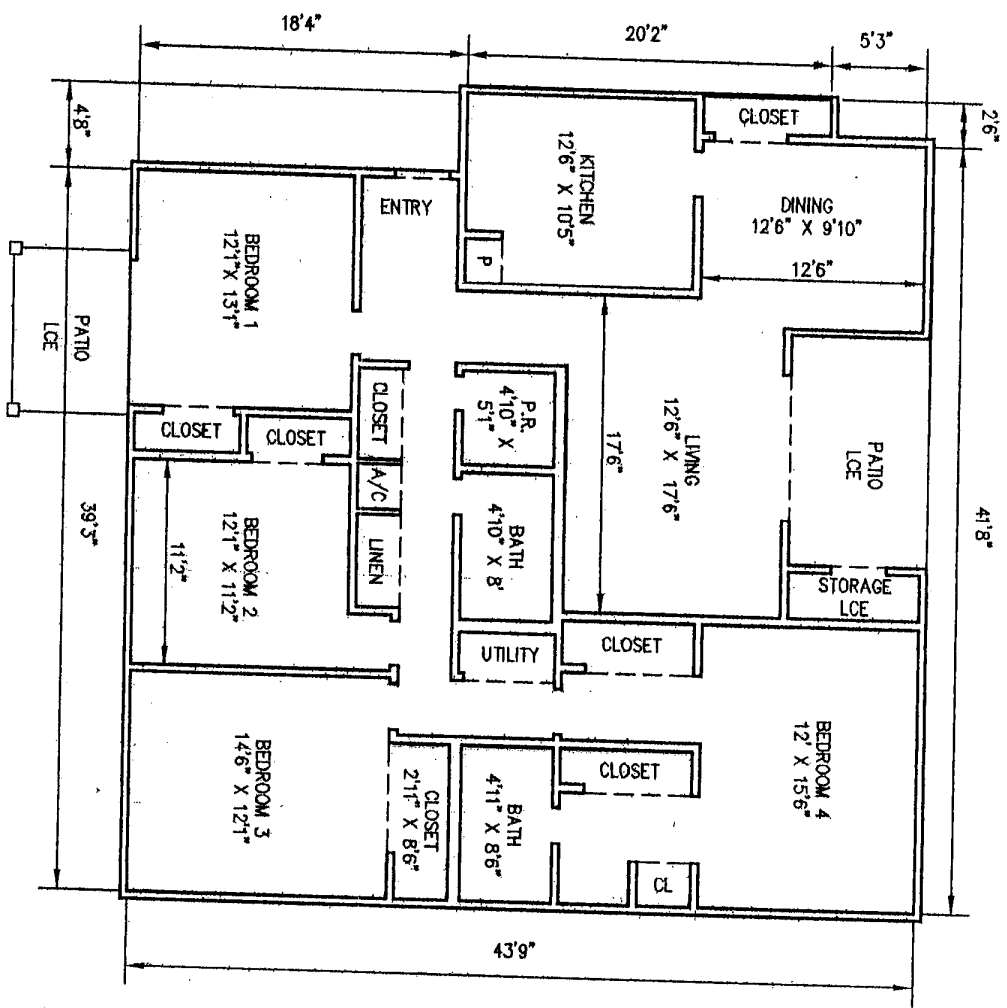 18'4"
20'2"
5'3"
4'8"
2'6"
CLOSET
KITCHEN
12'6" X 10'5"
DINING
12'6" X 9'10"
12'6"
ENTRY
P
BEDROOM 1
12'1" X 13'1"
PATIO
LCE
CLOSET
CLOSET
CLOSET
A/C
LINEN
P.R.
4'10" X
5'1"
BATH
4'10" X 8'
17'6"
LIVING
12'6" X 17'6"
PATIO
LCE
STORAGE
LCE
41'8"
39'3"
11'2"
BEDROOM 2
12'1" X 11'2"
UTILITY
CLOSET
BEDROOM 3
14'6" X 12'1"
CLOSET
2'11" X 8'6"
BATH
4'11" X 8'6"
CLOSET
CL
BEDROOM 4
12' X 15'6"
43'9"